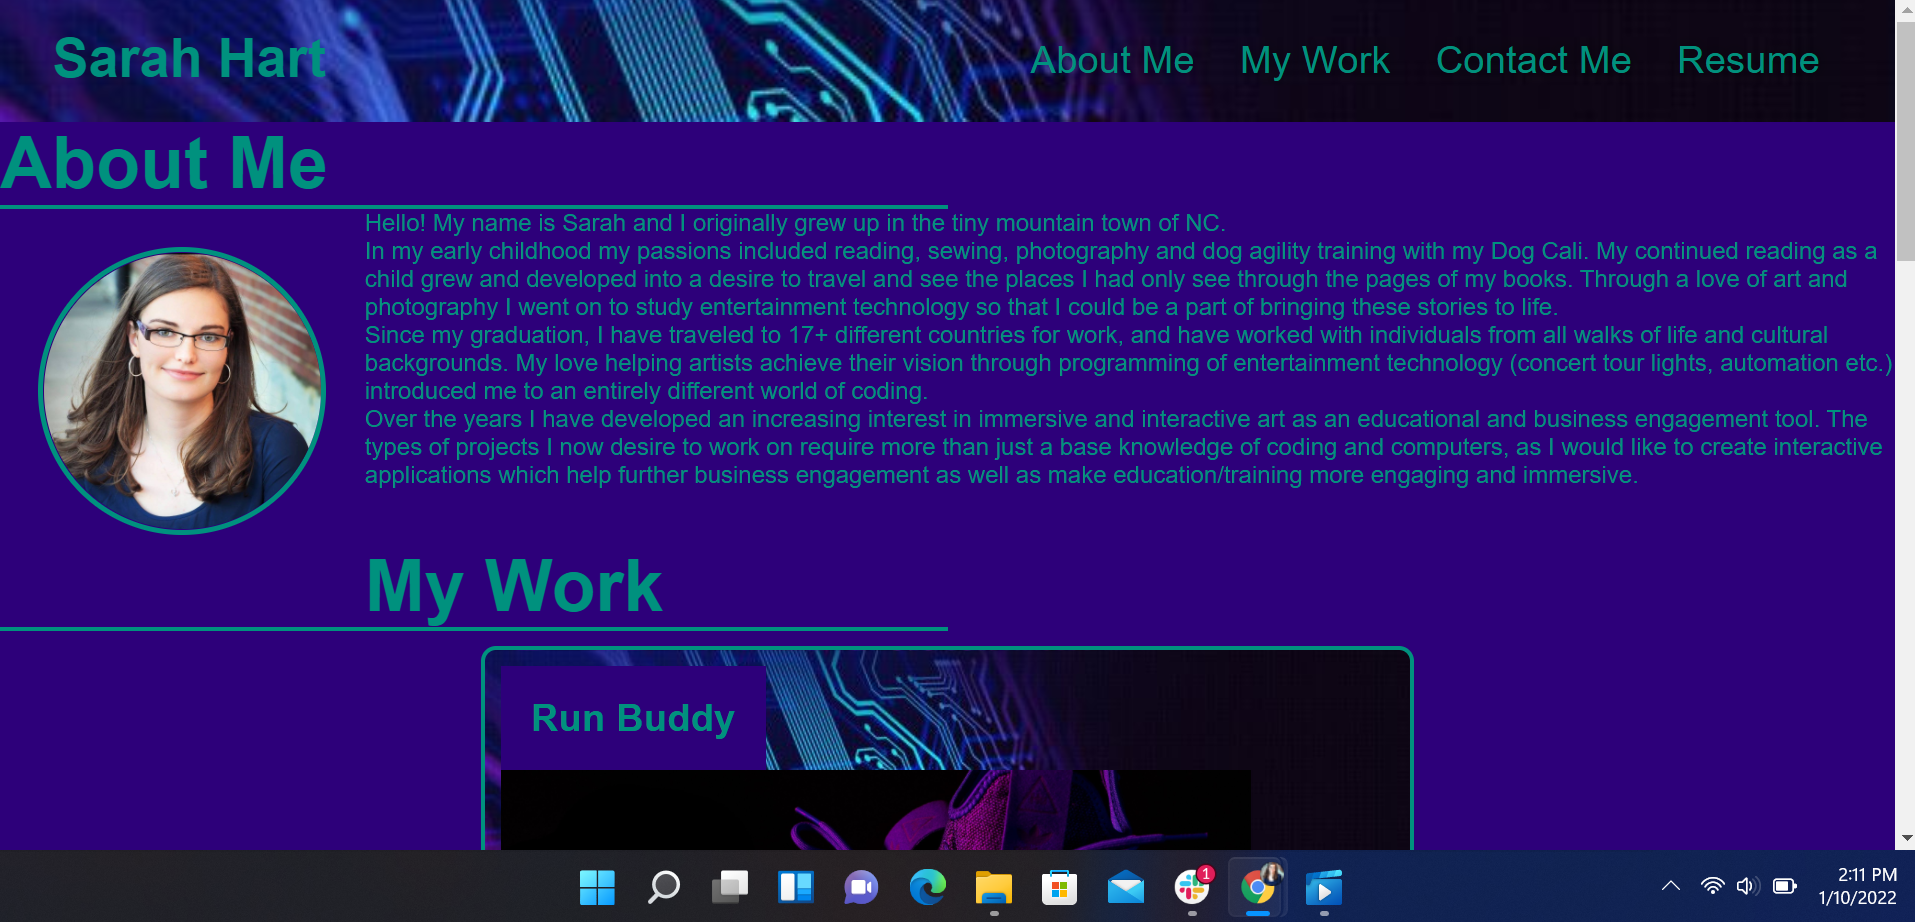 Sarah Hart
About Me My Work Contact Me Resume
About Me
Hello! My name is Sarah and I originally grew up in the tiny mountain town of NC.
In my early childhood my passions included reading, sewing, photography and dog agility training with my Dog Cali. My continued reading as a
child grew and developed into a desire to travel and see the places I had only see through the pages of my books. Through a love of art and
photography I went on to study entertainment technology so that I could be a part of bringing these stories to life.
Since my graduation, I have traveled to 17+ different countries for work, and have worked with individuals from all walks of life and cultural
backgrounds. My love helping artists achieve their vision through programming of entertainment technology (concert tour lights, automation etc.)
introduced me to an entirely different world of coding.
Over the years I have developed an increasing interest in immersive and interactive art as an educational and business engagement tool. The
types of projects I now desire to work on require more than just a base knowledge of coding and computers, as I would like to create interactive
applications which help further business engagement as well as make education/training more engaging and immersive.
My Work
Run Buddy
1
2:11 PM
1/10/2022